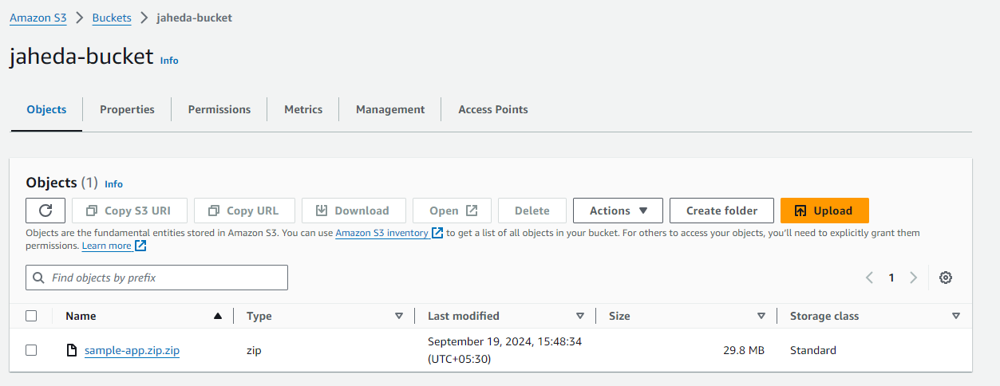 Amazon S3 > Buckets > jaheda-bucket
jaheda-bucket Info
Objects Properties Permissions Metrics Management Access Points
Objects (1) Info
Copy S3 URI Copy URL Download Open Delete Actions Create folder Upload
Objects are the fundamental entities stored in Amazon S3. You can use Amazon S3 inventory to get a list of all objects in your bucket. For others to access your objects, you'll need to explicitly grant them
permissions. Learn more
Find objects by prefix 1
Name Type Last modified Size Storage class
sample-app.zip.zip zip September 19, 2024, 15:48:34 29.8 MB Standard
(UTC+05:30)